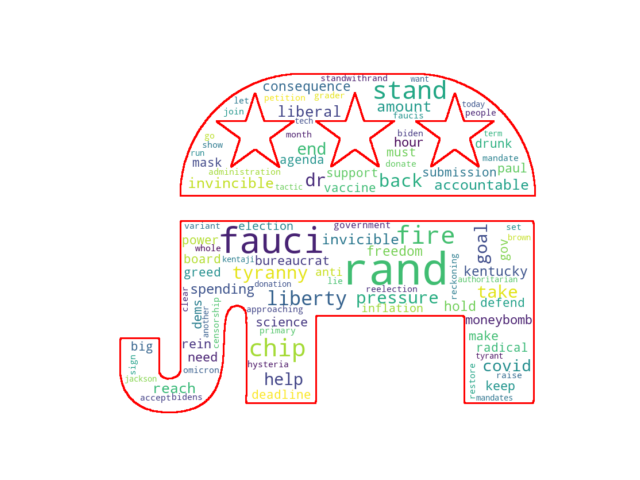 standwithrand want
consequence stand
petition grader
let amount today
join liberal faucis people
tech
go month biden term
show end hour drunk
run must mandate
mask agenda donate paul
administration support submission
invincible tactic dr vaccine back accountable
variant election government set
power fauci invicible fire goal gov brown
whole freedom
board kentaji bureaucrat rand reckoning
greed tyranny anti kentucky
donation lie authoritarian
clear spending reelection take
dems liberty pressure hold defend
another censorship approaching inflation
science moneybomb
primary make
big rein chip radical
need tyrant
sign omicron hysteria restore covid
jackson help raise
reach keep
accept bidens deadline mandates